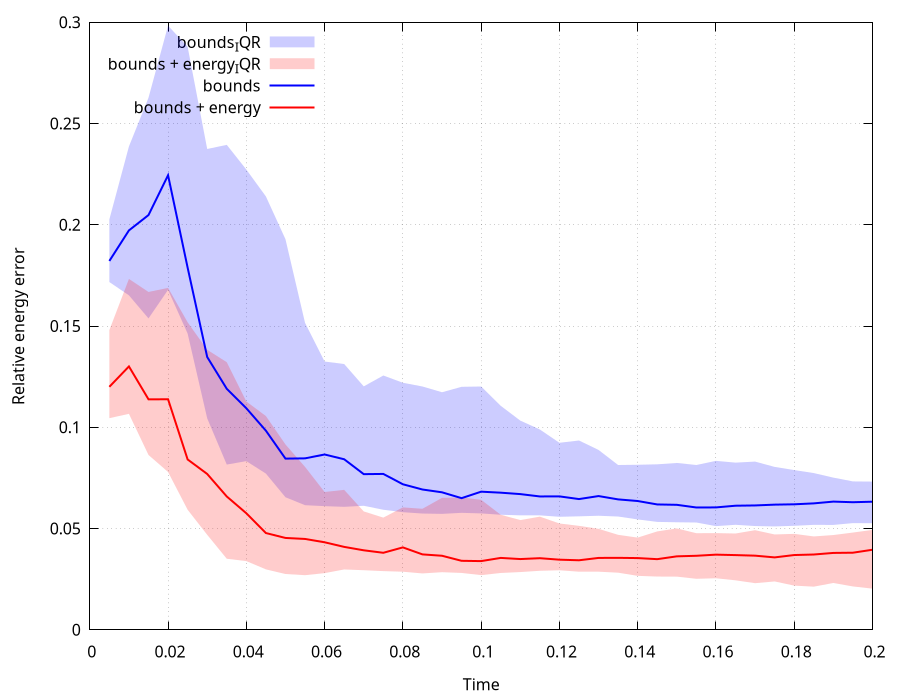 0.3
0.25
0.2
0.15
0.1
0.05
0
Relative energy error
bounds_IQR
bounds + energy_IQR
bounds
bounds + energy
0 0.02 0.04 0.06 0.08 0.1 0.12 0.14 0.16 0.18 0.2
Time